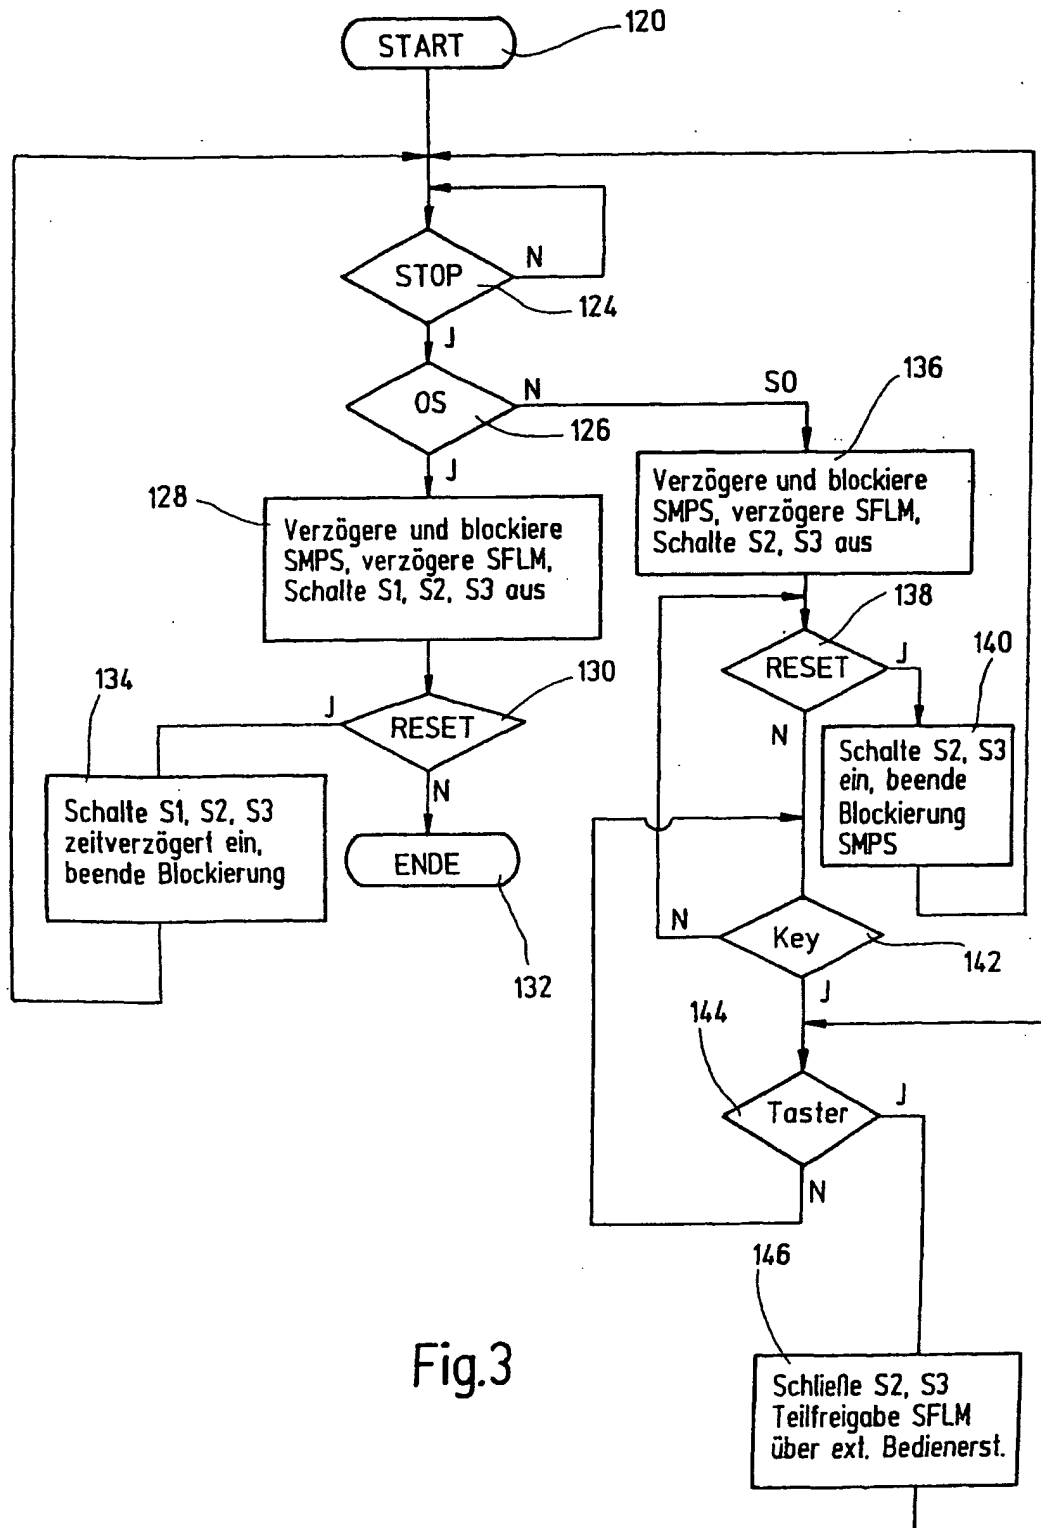 START
120
STOP
N
124
J
OS
N
SO
126
136
J
128
Verzögere und blockiere
SMPS, verzögere SFLM,
Schalte S1, S2, S3 aus
Verzögere und blockiere
SMPS, verzögere SFLM,
Schalte S2, S3 aus
138
RESET
J
140
N
134
J
RESET
130
N
Schalte S2, S3
ein, beende
Blockierung
SMPS
Schalte S1, S2, S3
zeitverzögert ein,
beende Blockierung
ENDE
132
N
Key
142
J
144
Taster
J
N
146
Schließe S2, S3
Teilfreigabe SFLM
über ext. Bedienerst.
Fig.3